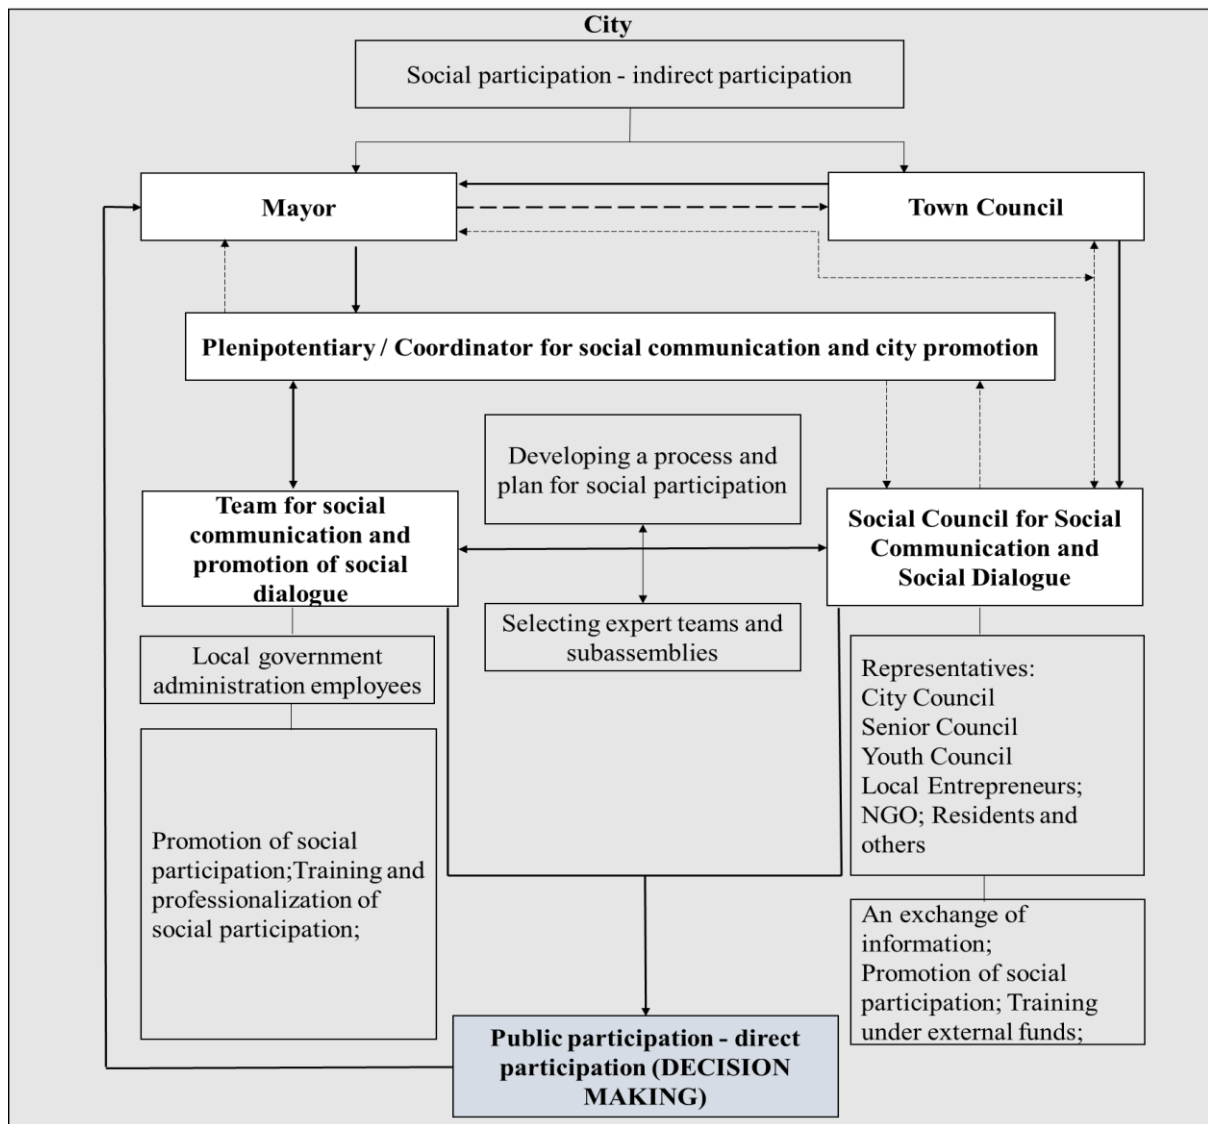 City
Social participation - indirect participation
Mayor
Town Council
Plenipotentiary / Coordinator for social communication and city promotion
Developing a process and
plan for social participation
Team for social
communication and
promotion of social
dialogue
Social Council for Social
Communication and
Social Dialogue
Selecting expert teams and
subassemblies
Local government
administration employees
Representatives:
City Council
Senior Council
Youth Council
Local Entrepreneurs;
NGO; Residents and
others
Promotion of social
participation;Training and
professionalization of
social participation;
An exchange of
information;
Promotion of social
participation; Training
under external funds;
Public participation - direct
participation (DECISION
MAKING)